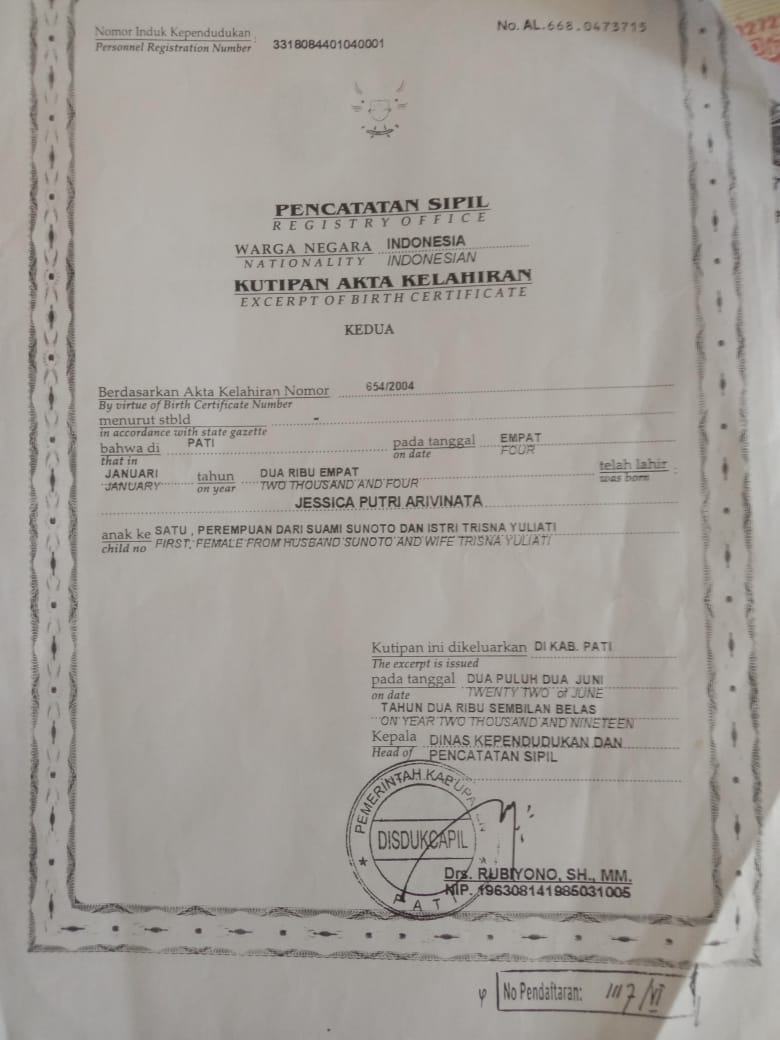 Nomor Induk Kependudukan : 3318084401040001
Personnel Registration Number
No. AL.668.0473715
PENCATATAN SIPIL
REGISTRY OFFICE
WARGA NEGARA INDONESIA
NATIONALITY INDONESIAN
KUTIPAN AKTA KELAHIRAN
EXCERPT OF BIRTH CERTIFICATE
KEDUA
Berdasarkan Akta Kelahiran Nomor 654/2004
By virtue of Birth Certificate Number
menurut stbld -
in accordance with state gazette
bahwa di PATI pada tanggal EMPAT
that in on date FOUR
JANUARI tahun DUA RIBU EMPAT telah lahir :
JANUARY on year TWO THOUSAND AND FOUR was born
JESSICA PUTRI ARIVINATA
anak ke SATU , PEREMPUAN DARI SUAMI SUNOTO DAN ISTRI TRISNA YULIATI
child no FIRST, FEMALE FROM HUSBAND SUNOTO AND WIFE TRISNA YULIATI
Kutipan ini dikeluarkan DI KAB. PATI
The excerpt is issued
pada tanggal DUA PULUH DUA JUNI
on date TWENTY TWO of JUNE
TAHUN DUA RIBU SEMBILAN BELAS
ON YEAR TWO THOUSAND AND NINETEEN
Kepala DINAS KEPENDUDUKAN DAN
Head of PENCATATAN SIPIL
PEMERINTAH KABUPATEN
DISDUKCAPIL
PATI
Drs. RUBIYONO, SH., MM.
NIP. 196308141985031005
No Pendaftaran: